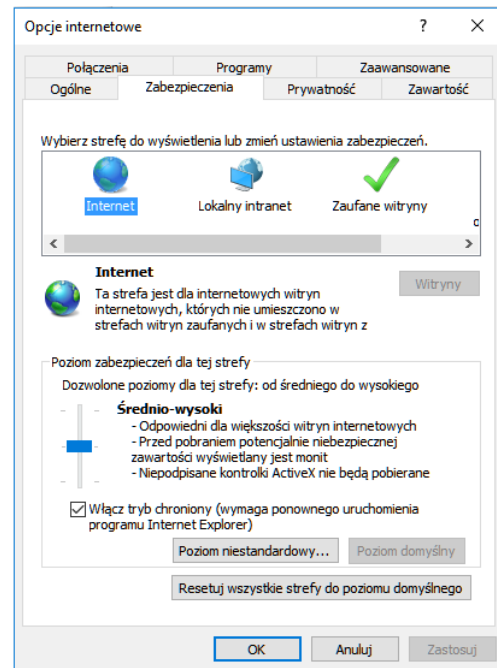 Opcje internetowe
Połączenia Programy Zaawansowane
Ogólne Zabezpieczenia Prywatność Zawartość
Wybierz strefę do wyświetlenia lub zmień ustawienia zabezpieczeń.
Internet Lokalny intranet Zaufane witryny
Internet
Witryny
Ta strefa jest dla internetowych witryn
internetowych, których nie umieszczono w
strefach witryn zaufanych i w strefach witryn z
Poziom zabezpieczeń dla tej strefy
Dozwolone poziomy dla tej strefy: od średniego do wysokiego
Średnio-wysoki
- Odpowiedni dla większości witryn internetowych
- Przed pobraniem potencjalnie niebezpiecznej
zawartości wyświetlany jest monit
- Niepodpisane kontrolki ActiveX nie będą pobierane
Włącz tryb chroniony (wymaga ponownego uruchomienia
programu Internet Explorer)
Poziom niestandardowy... Poziom domyślny
Resetuj wszystkie strefy do poziomu domyślnego
OK Anuluj Zastosuj